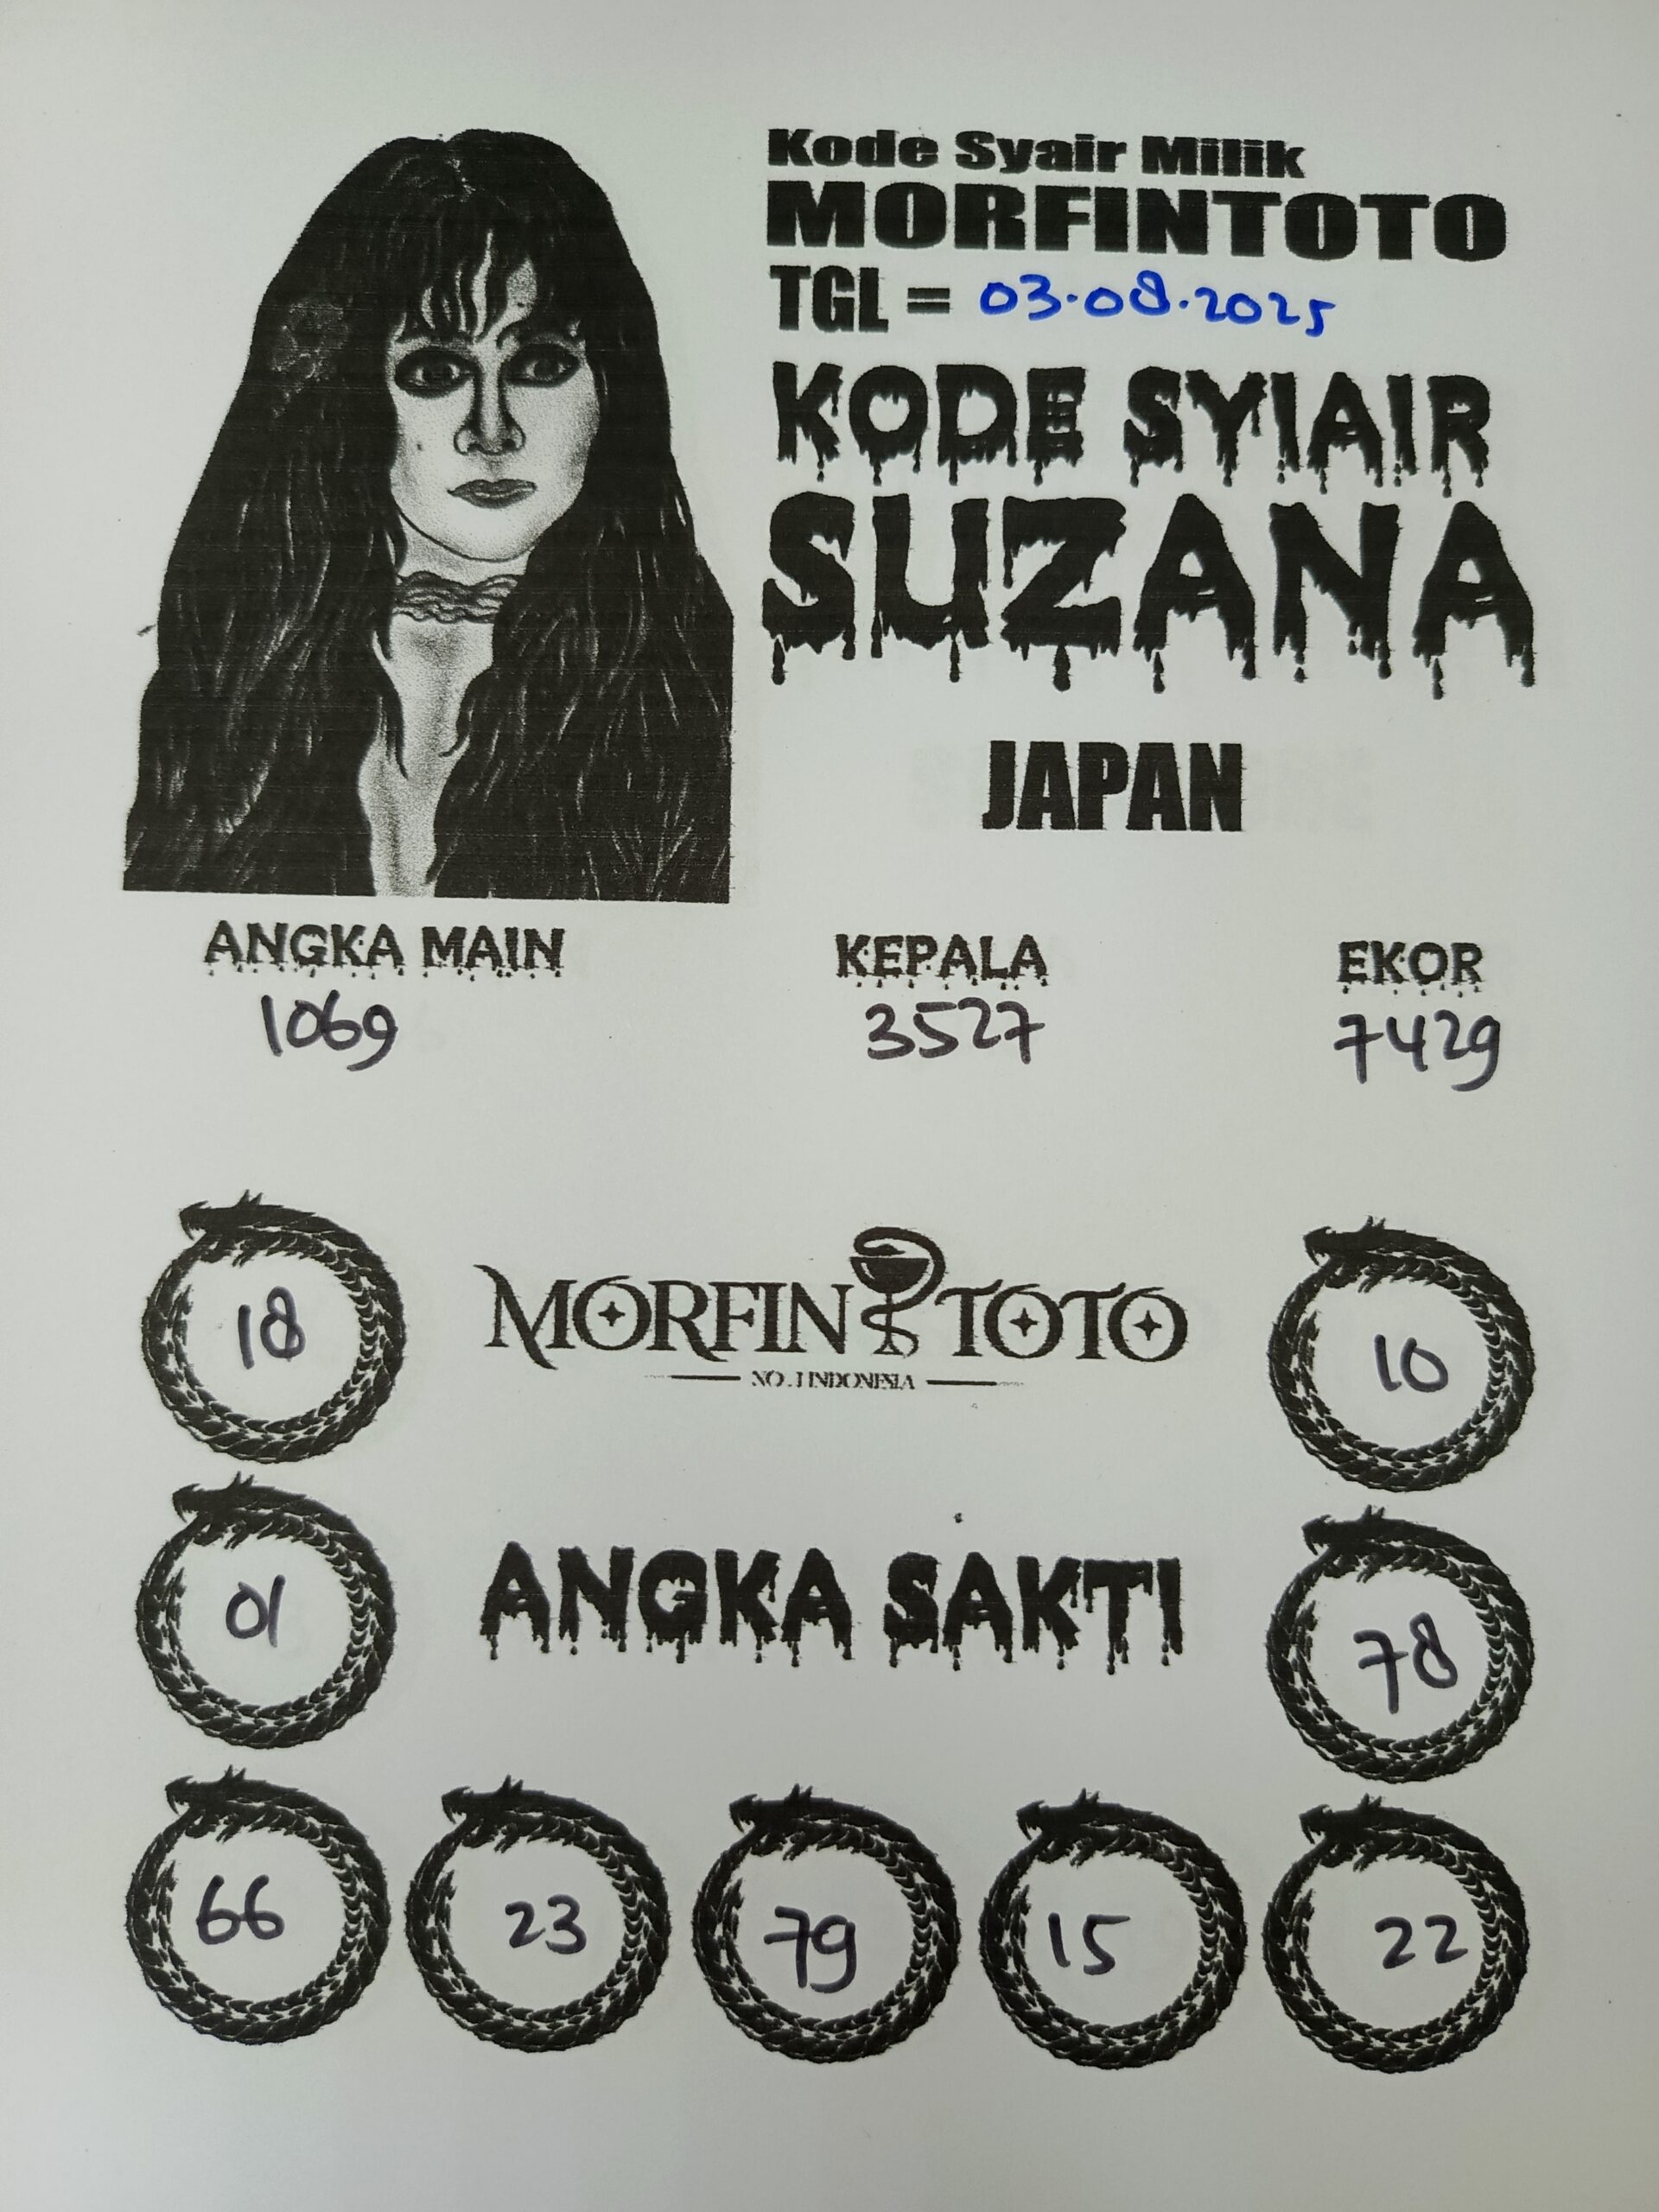 Kode Syair Milik
MORFINTOTO
TGL = 03.08.2025
KODE SYIAIR
SUZANA
JAPAN
ANGKA MAIN KEPALA EKOR
1069 3527 7429
18 MORFIN TOTO 10
NO.1 INDONESIA
01 ANGKA SAKTI 78
66 23 79 15 22